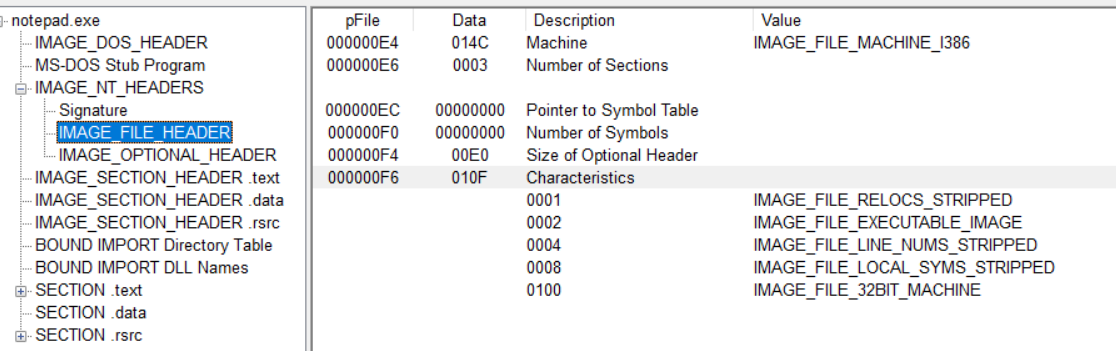 notepad.exe
IMAGE_DOS_HEADER
MS-DOS Stub Program
IMAGE_NT_HEADERS
Signature
IMAGE_FILE_HEADER
IMAGE_OPTIONAL_HEADER
IMAGE_SECTION_HEADER .text
IMAGE_SECTION_HEADER .data
IMAGE_SECTION_HEADER .rsrc
BOUND IMPORT Directory Table
BOUND IMPORT DLL Names
SECTION .text
SECTION .data
SECTION .rsrc
pFile Data Description Value
000000E4 014C Machine IMAGE_FILE_MACHINE_I386
000000E6 0003 Number of Sections
000000EC 00000000 Pointer to Symbol Table
000000F0 00000000 Number of Symbols
000000F4 00E0 Size of Optional Header
000000F6 010F Characteristics
0001 IMAGE_FILE_RELOCS_STRIPPED
0002 IMAGE_FILE_EXECUTABLE_IMAGE
0004 IMAGE_FILE_LINE_NUMS_STRIPPED
0008 IMAGE_FILE_LOCAL_SYMS_STRIPPED
0100 IMAGE_FILE_32BIT_MACHINE